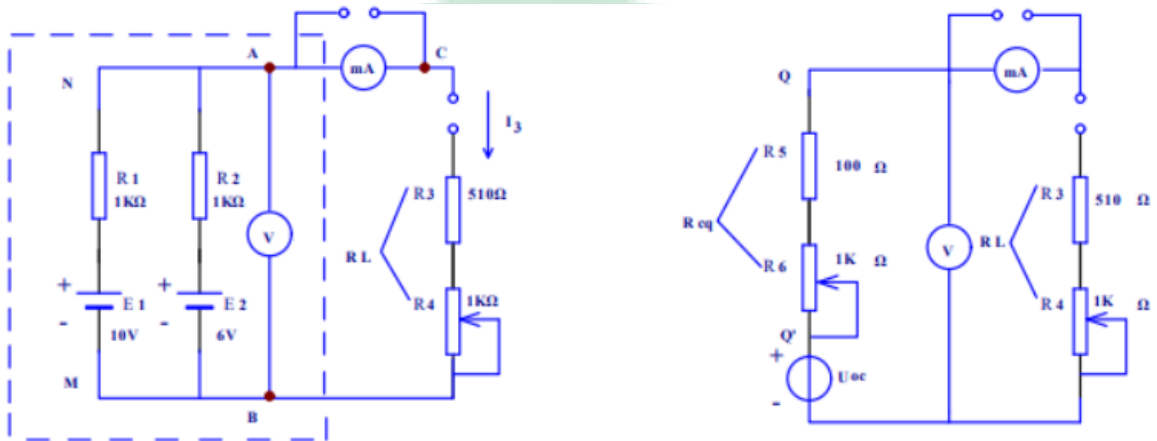 A
C
N
mA
I3
R1
1KΩ
R2
1KΩ
V
R3
510Ω
RL
R4
1KΩ
+
-
E1
10V
+
-
E2
6V
M
B
Q
mA
R5
100 Ω
Req
R6
1K Ω
V
RL
R3
510 Ω
R4
1K Ω
Q'
+
-
Uoc